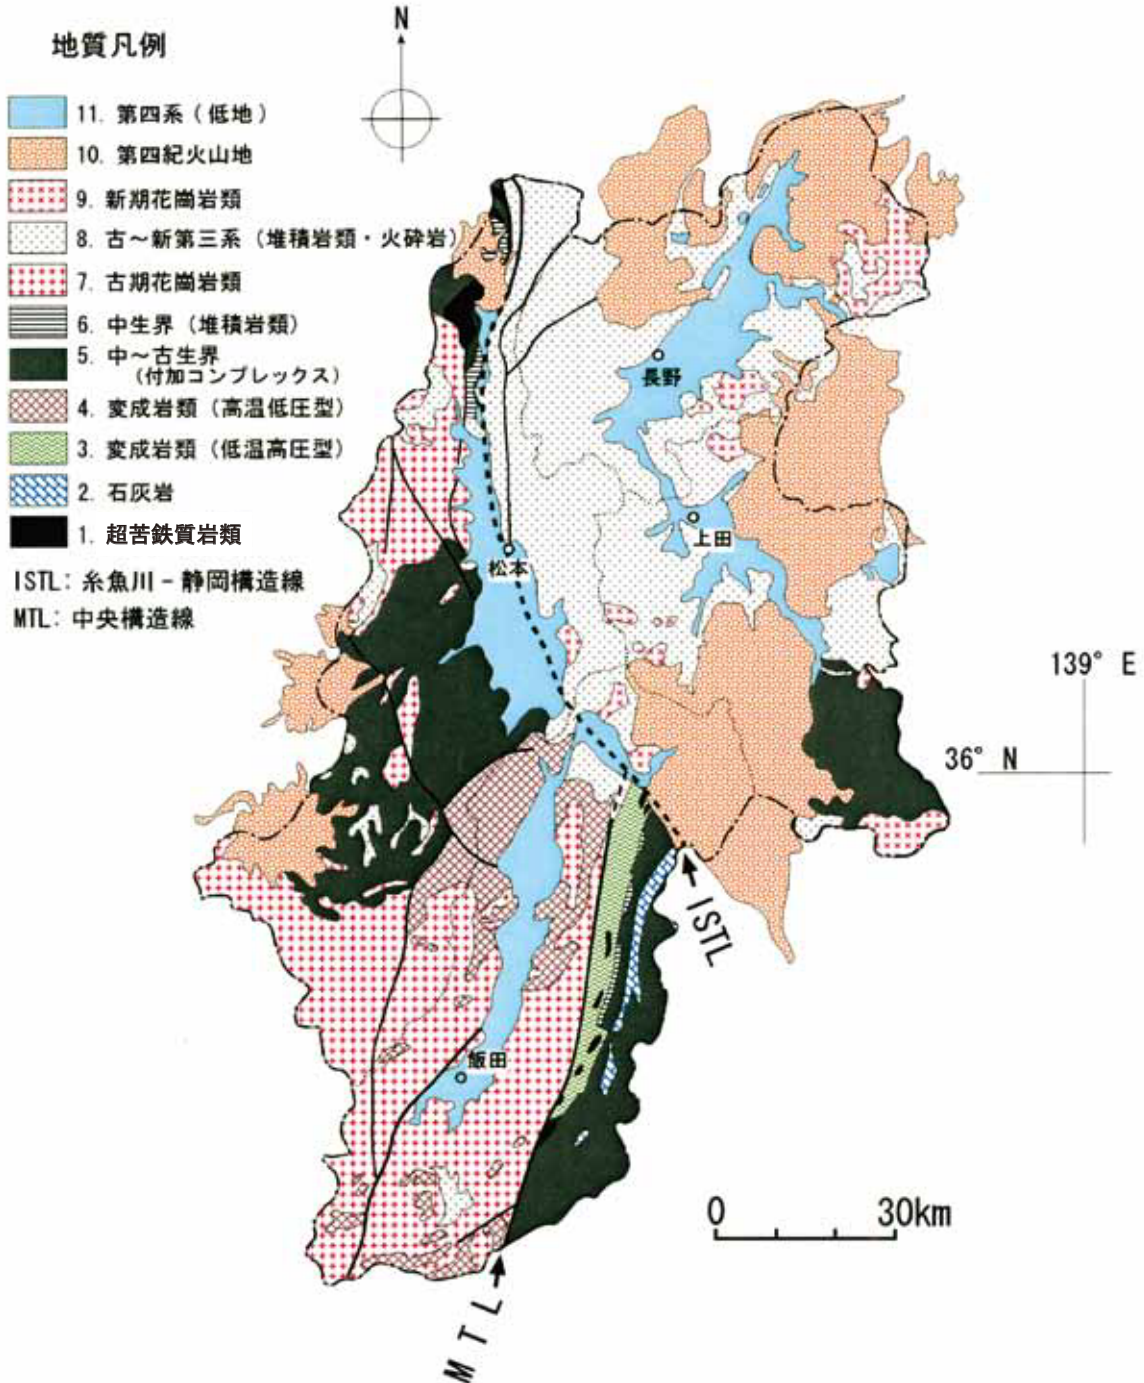 N
地質凡例
11. 第四系(低地)
10. 第四紀火山地
9. 新期花崗岩類
8. 古～新第三系(堆積岩類・火砕岩)
7. 古期花崗岩類
6. 中生界(堆積岩類)
5. 中～古生界
(付加コンプレックス)
4. 変成岩類(高温低圧型)
3. 変成岩類(低温高圧型)
2. 石灰岩
1. 超苦鉄質岩類
ISTL: 糸魚川－静岡構造線
MTL: 中央構造線
長野
上田
松本
139° E
36° N
ISTL
飯田
0 30km
MTL